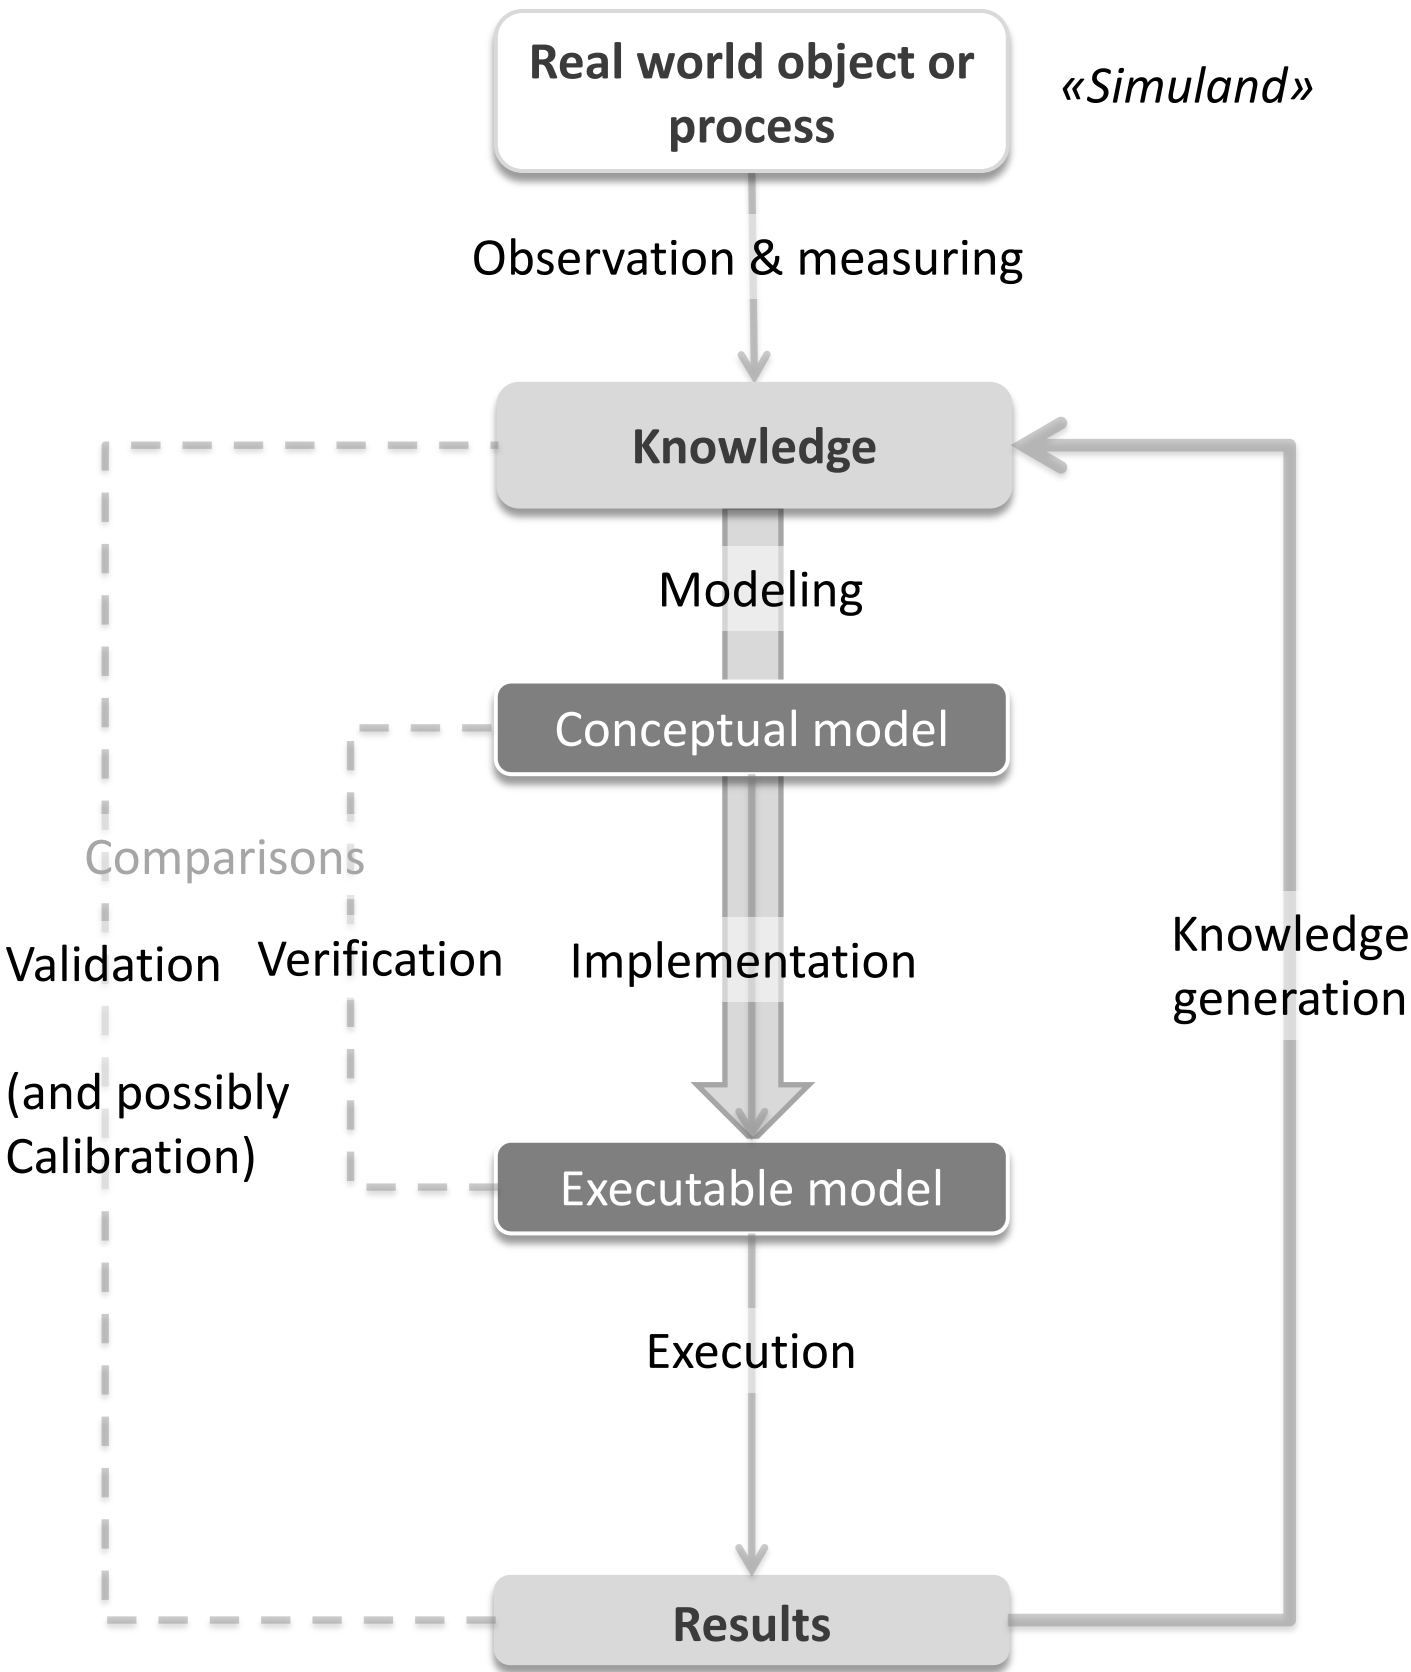 Real world object or
process
«Simuland»
Observation & measuring
Knowledge
Modeling
Conceptual model
Comparisons
Validation
Verification
Implementation
Knowledge
generation
(and possibly
Calibration)
Executable model
Execution
Results